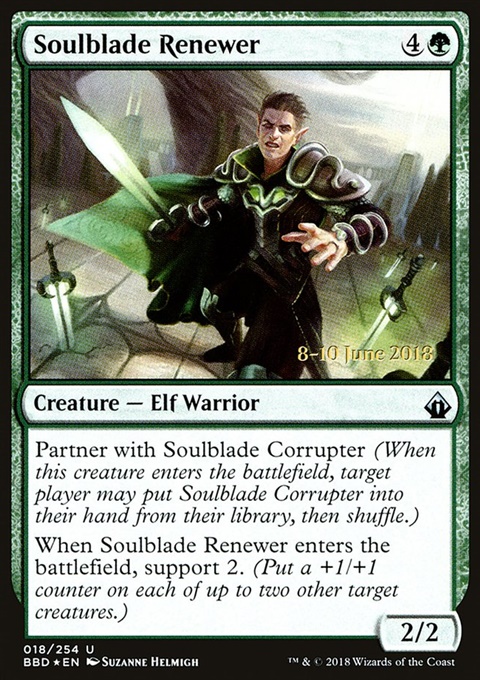 Soulblade Renewer 4
8-10 June 2018
Creature — Elf Warrior
Partner with Soulblade Corrupter (When
this creature enters the battlefield, target
player may put Soulblade Corrupter into
their hand from their library, then shuffle.)
When Soulblade Renewer enters the
battlefield, support 2. (Put a +1/+1
counter on each of up to two other target
creatures.)
2/2
018/254 U
BBD★EN Suzanne Helmigh
™ & © 2018 Wizards of the Coast